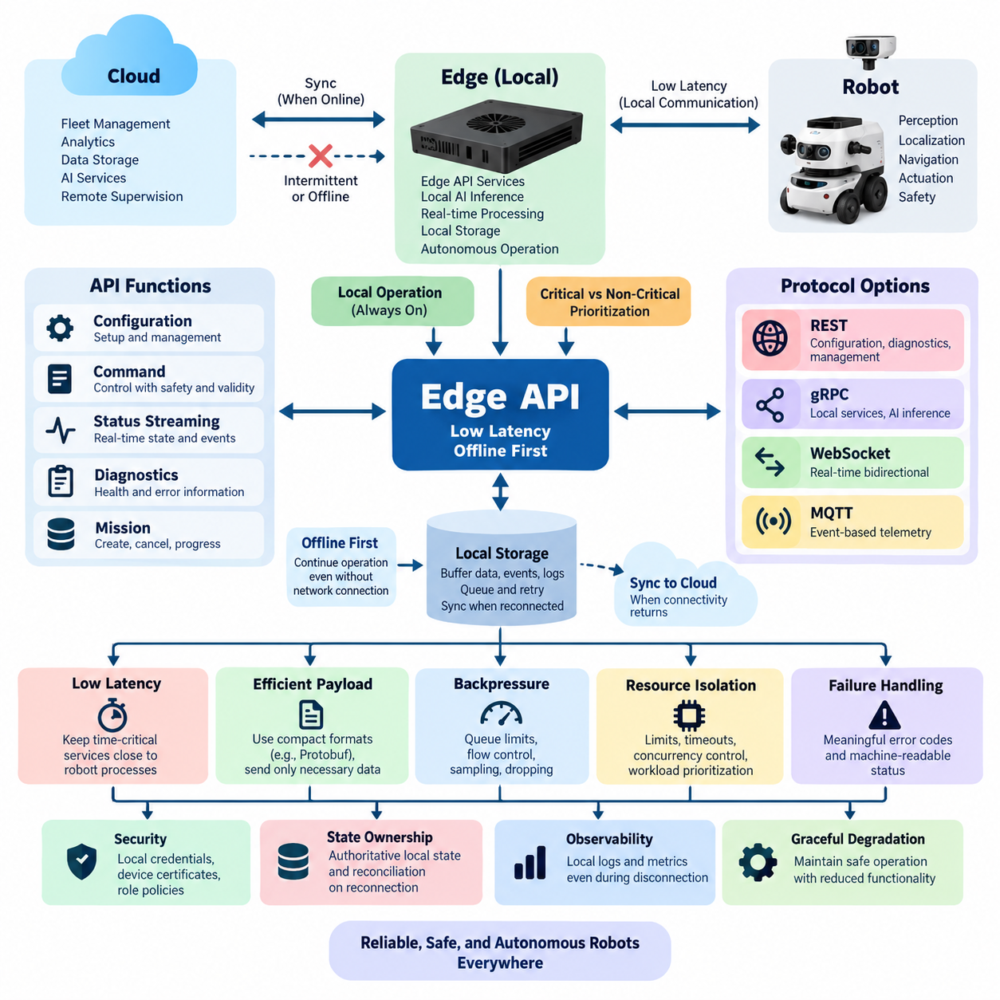 Cloud
Fleet Management
Analytics
Data Storage
AI Services
Remote Superwision
Sync
(When Online)
Intermittent
or Offline
Edge (Local)
Edge API Services
Local AI Inference
Real-time Processing
Local Storage
Autonomous Operation
Low Latency
(Local Communication)
Robot
Perception
Localization
Navigation
Actuation
Safety
API Functions
Configuration
Setup and management
Command
Control with safety and validity
Status Streaming
Real-time state and events
Diagnostics
Health and error information
Mission
Create, cancel, progress
Local Operation
(Always On)
Critical vs Non-Critical
Prioritization
Edge API
Low Latency
Offline First
Protocol Options
REST
Configuration, diagnostics,
management
gRPC
Local services, AI inference
WebSocket
Real-time bidirectional
MQTT
Event-based telemetry
Offline First
Continue operation
even without
network connection
Local Storage
Buffer data, events, logs
Queue and retry
Sync when reconnected
Sync to Cloud
When connectivity
returns
Low Latency
Keep time-critical
services close to
robot processes
Efficient Payload
Use compact formats
(e.g., Protobuf),
send only necessary data
Backpressure
Queue limits,
flow control,
sampling, dropping
Resource Isolation
Limits, timeouts,
concurrency control,
workload prioritization
Failure Handling
Meaningful error codes
and machine-readable
status
Security
Local credentials,
device certificates,
role policies
State Ownership
Authoritative local state
and reconciliation
on reconnection
Observability
Local logs and metrics
even during disconnection
Graceful Degradation
Maintain safe operation
with reduced functionality
Reliable, Safe, and Autonomous Robots
Everywhere